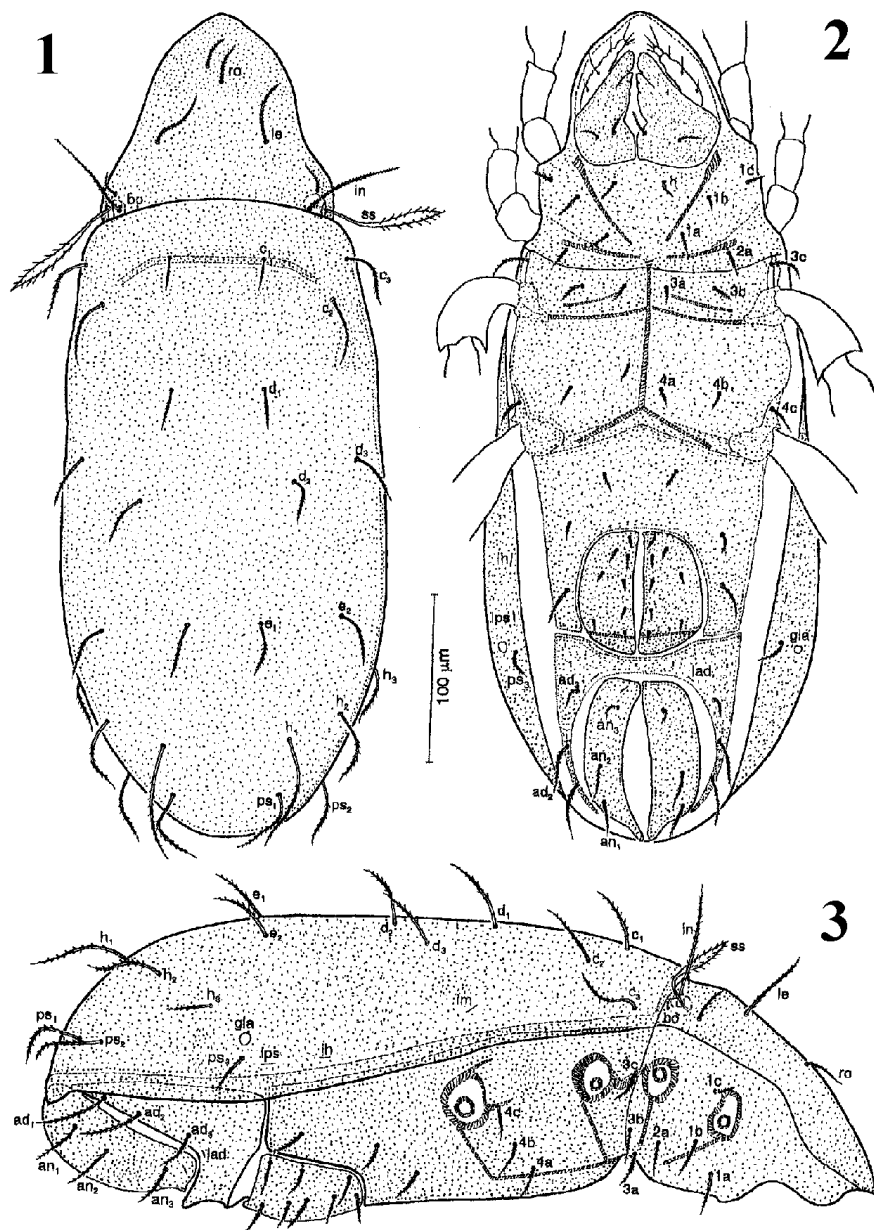 1
ro
le
bo
in
ss
c₁
c₃
c₂
d₁
d₃
d₂
e₂
e₁
h₃
h₂
h₁
ps₁
ps₂
100 µm
2
h
1c
1b
1a
2a
3c
3a
3b
4a
4b
4c
ih
ips
gla
ps₃
iad
ad₃
an₃
an₂
ad₂
an₁
3
e₁
d₁
in
ss
h₁
e₂
d₂
d₃
c₁
c₂
le
h₂
h₃
im
c₃
bo
ps₁
gla
ps₂
ps₃
ips
ih
ro
3c
1c
ad₁
ad₂
4c
ad₃
iad
3b
2a
1b
an₁
4b
an₂
an₃
4a
3a
1a